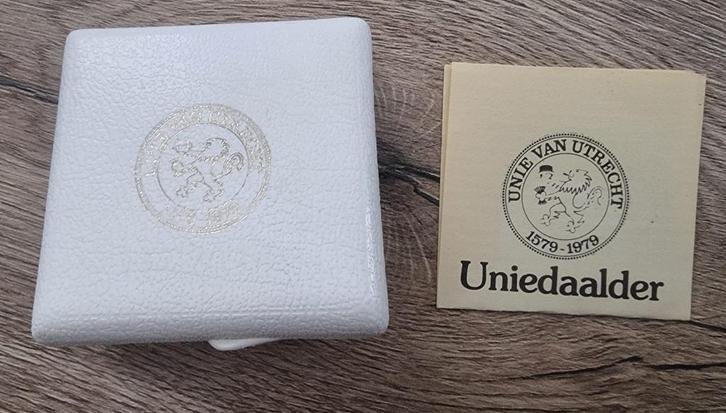 UNIE VAN UTRECHT
1579-1979
Uniedaalder